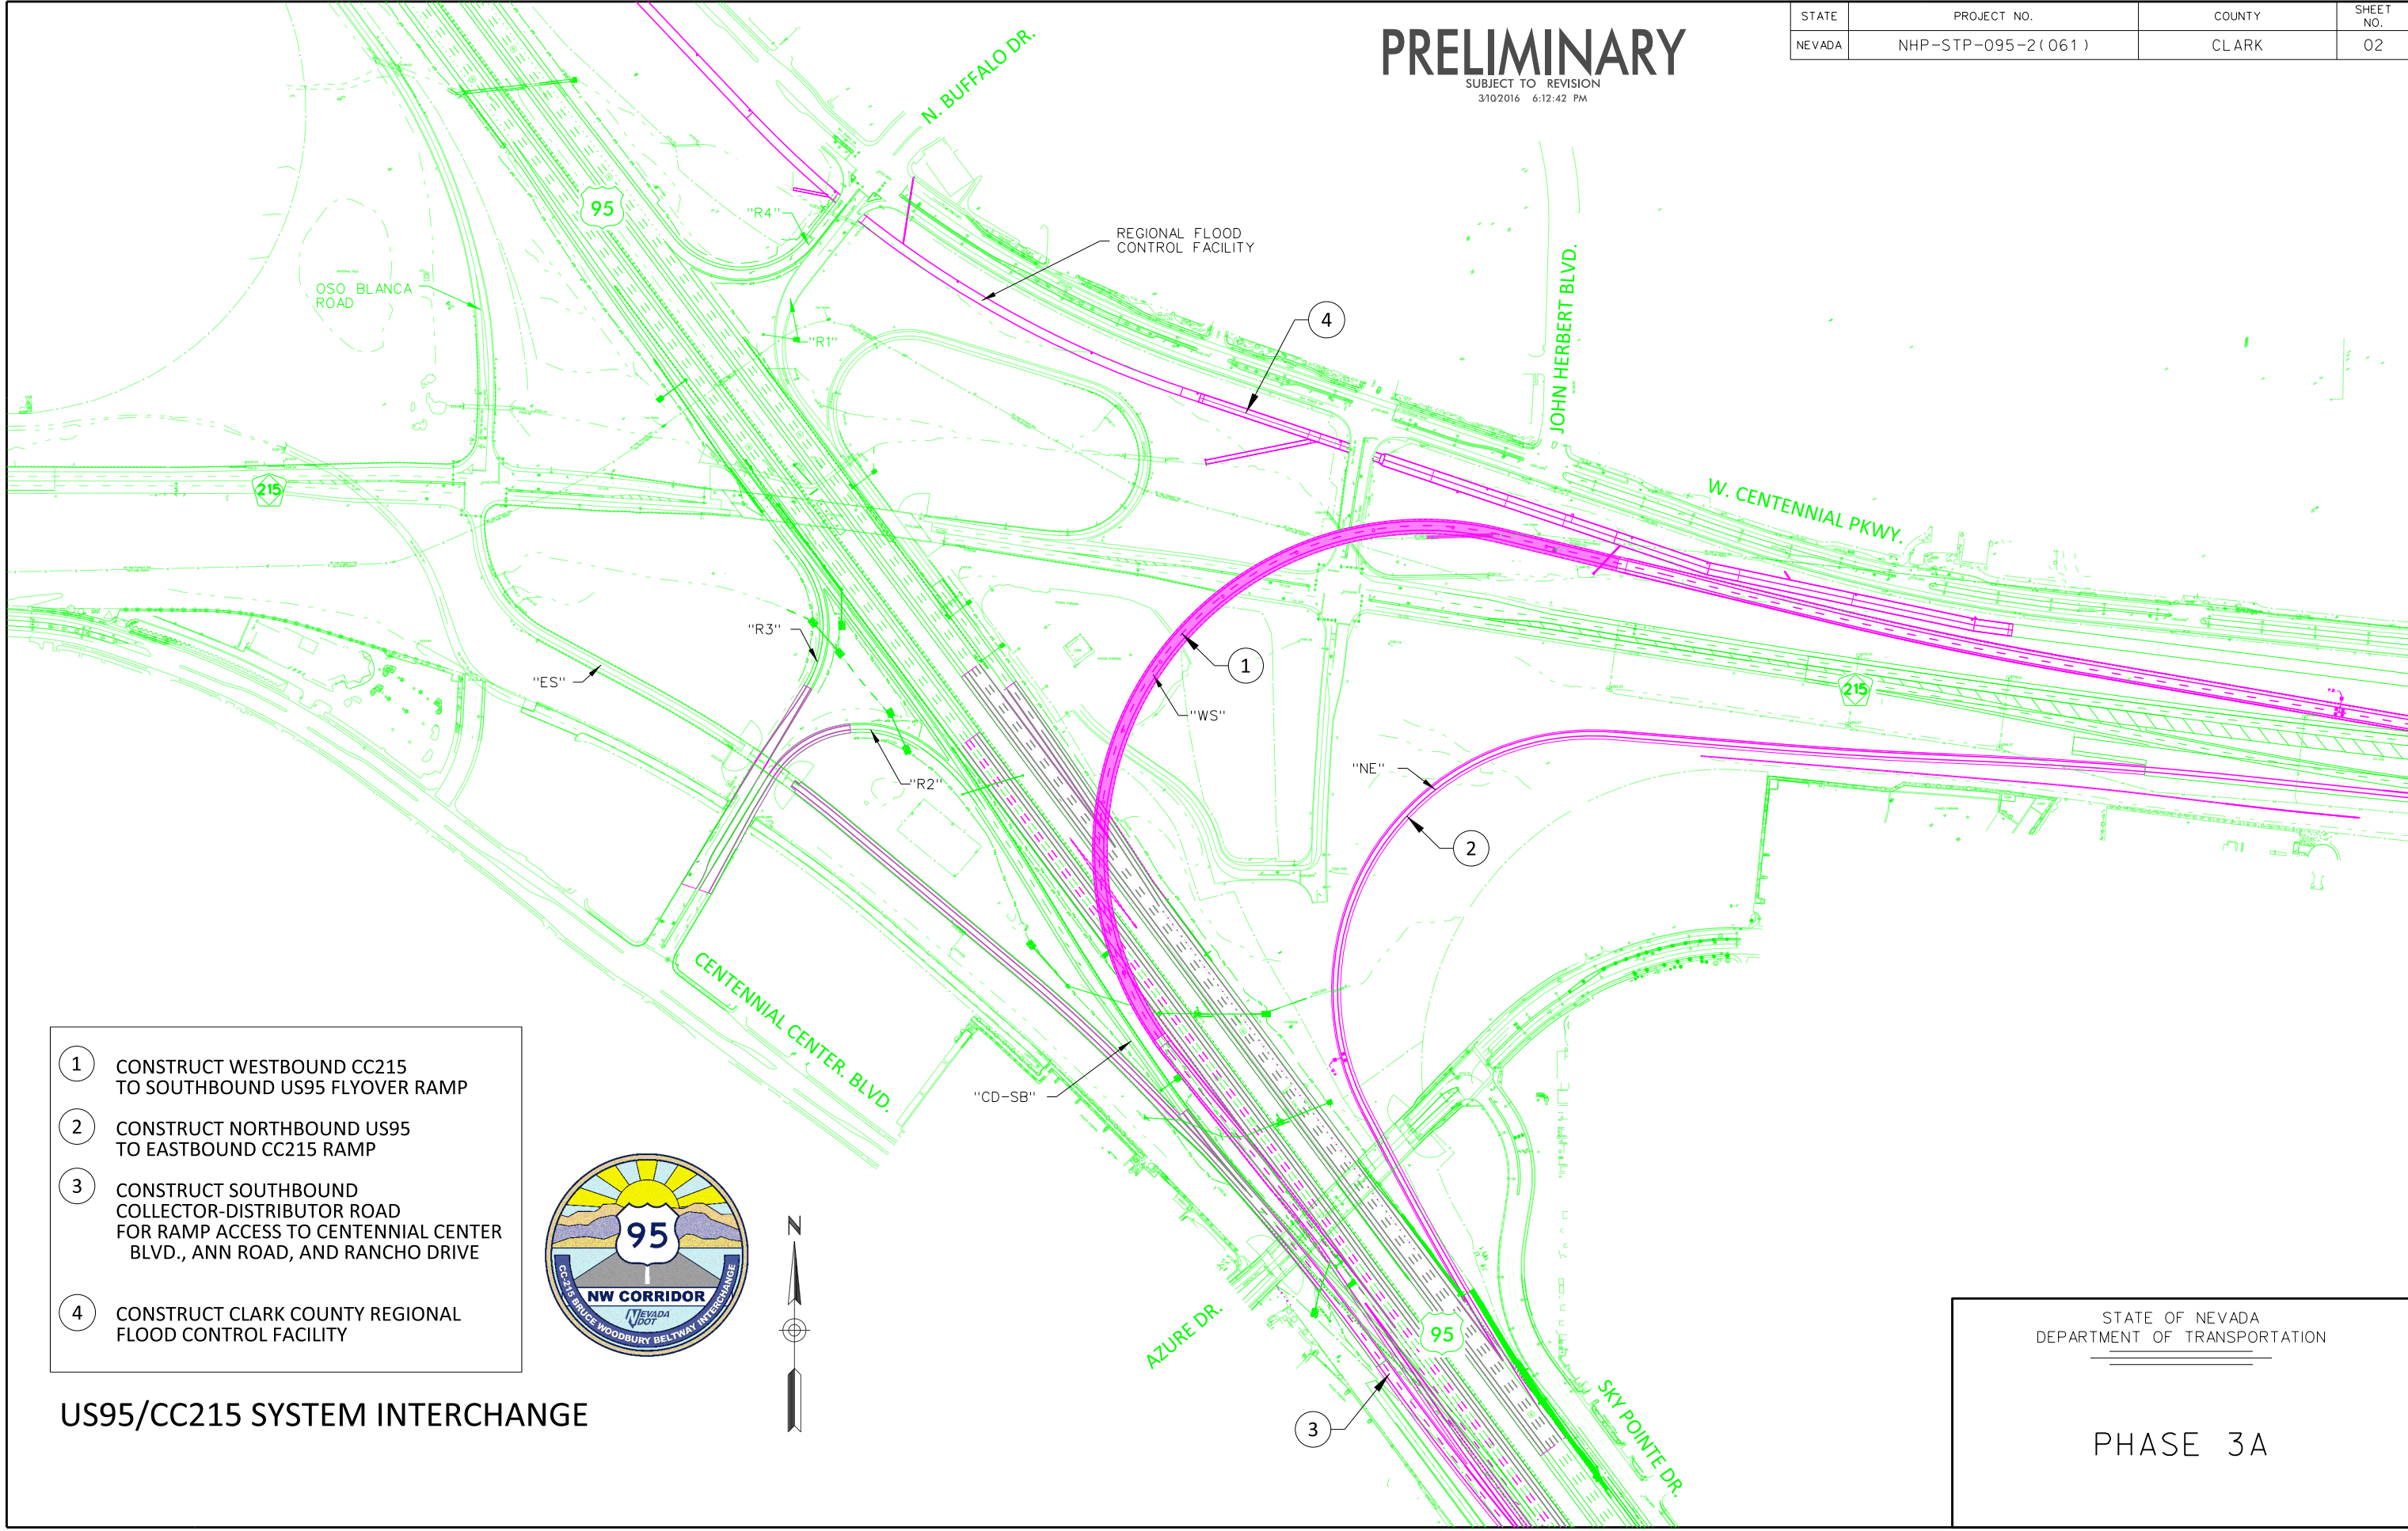 STATE
PROJECT NO.
COUNTY
SHEET
NO.
NEVADA
NHP-STP-095-2(061)
CLARK
02
PRELIMINARY
SUBJECT TO REVISION
3/10/2016 6:12:42 PM
N. BUFFALO DR.
95
"R4"
REGIONAL FLOOD
CONTROL FACILITY
OSO BLANCA
ROAD
4
JOHN HERBERT BLVD.
"R1"
215
W. CENTENNIAL PKWY.
"R3"
1
"ES"
"WS"
215
"NE"
"R2"
2
CENTENNIAL CENTER. BLVD.
"CD-SB"
AZURE DR.
95
3
SKY POINTE DR.
1
CONSTRUCT WESTBOUND CC215
TO SOUTHBOUND US95 FLYOVER RAMP
2
CONSTRUCT NORTHBOUND US95
TO EASTBOUND CC215 RAMP
3
CONSTRUCT SOUTHBOUND
COLLECTOR-DISTRIBUTOR ROAD
FOR RAMP ACCESS TO CENTENNIAL CENTER
BLVD., ANN ROAD, AND RANCHO DRIVE
4
CONSTRUCT CLARK COUNTY REGIONAL
FLOOD CONTROL FACILITY
95
NW CORRIDOR
NEVADA
DOT
CC-215 BRUCE WOODBURY BELTWAY INTERCHANGE
N
US95/CC215 SYSTEM INTERCHANGE
STATE OF NEVADA
DEPARTMENT OF TRANSPORTATION
PHASE 3A